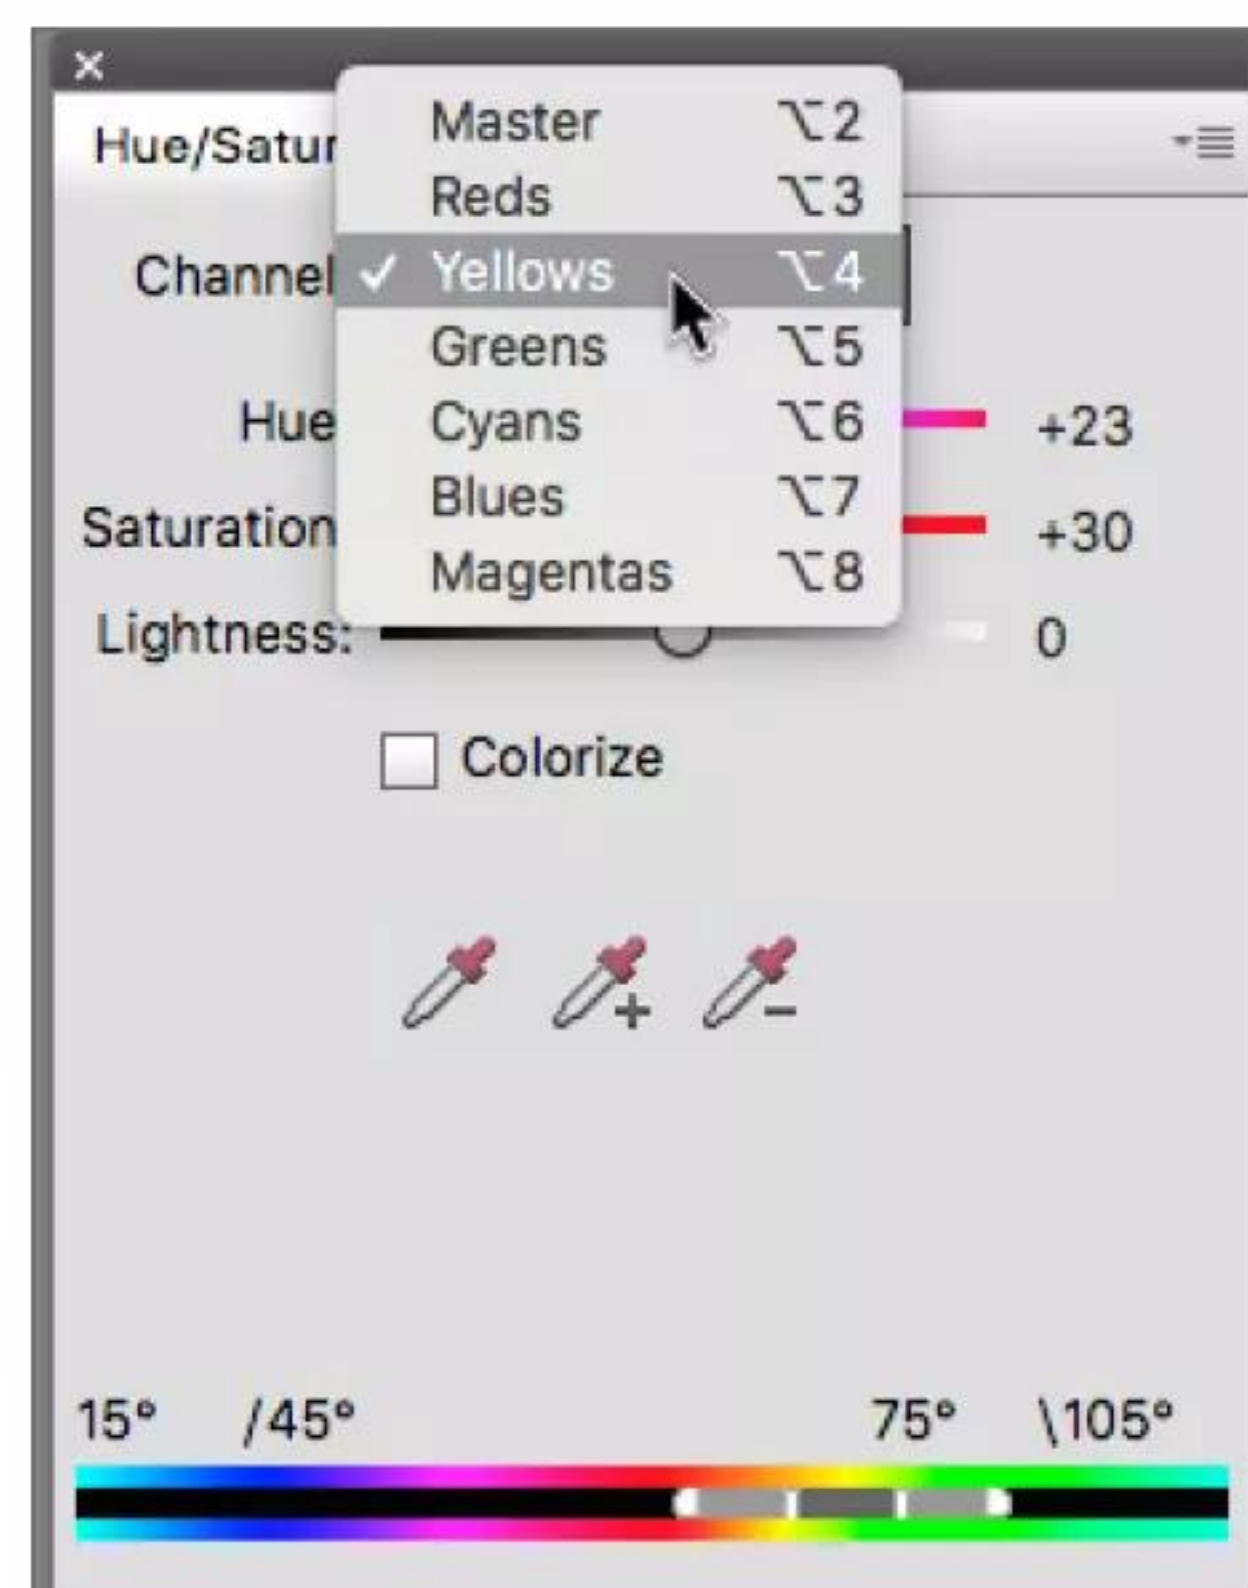 Hue/Satur
Master ⌥2
Reds ⌥3
Channel ✓ Yellows ⌥4
Greens ⌥5
Hue Cyans ⌥6 +23
Blues ⌥7
Saturation +30
Magentas ⌥8
Lightness: 0
Colorize
15° /45° 75° \105°